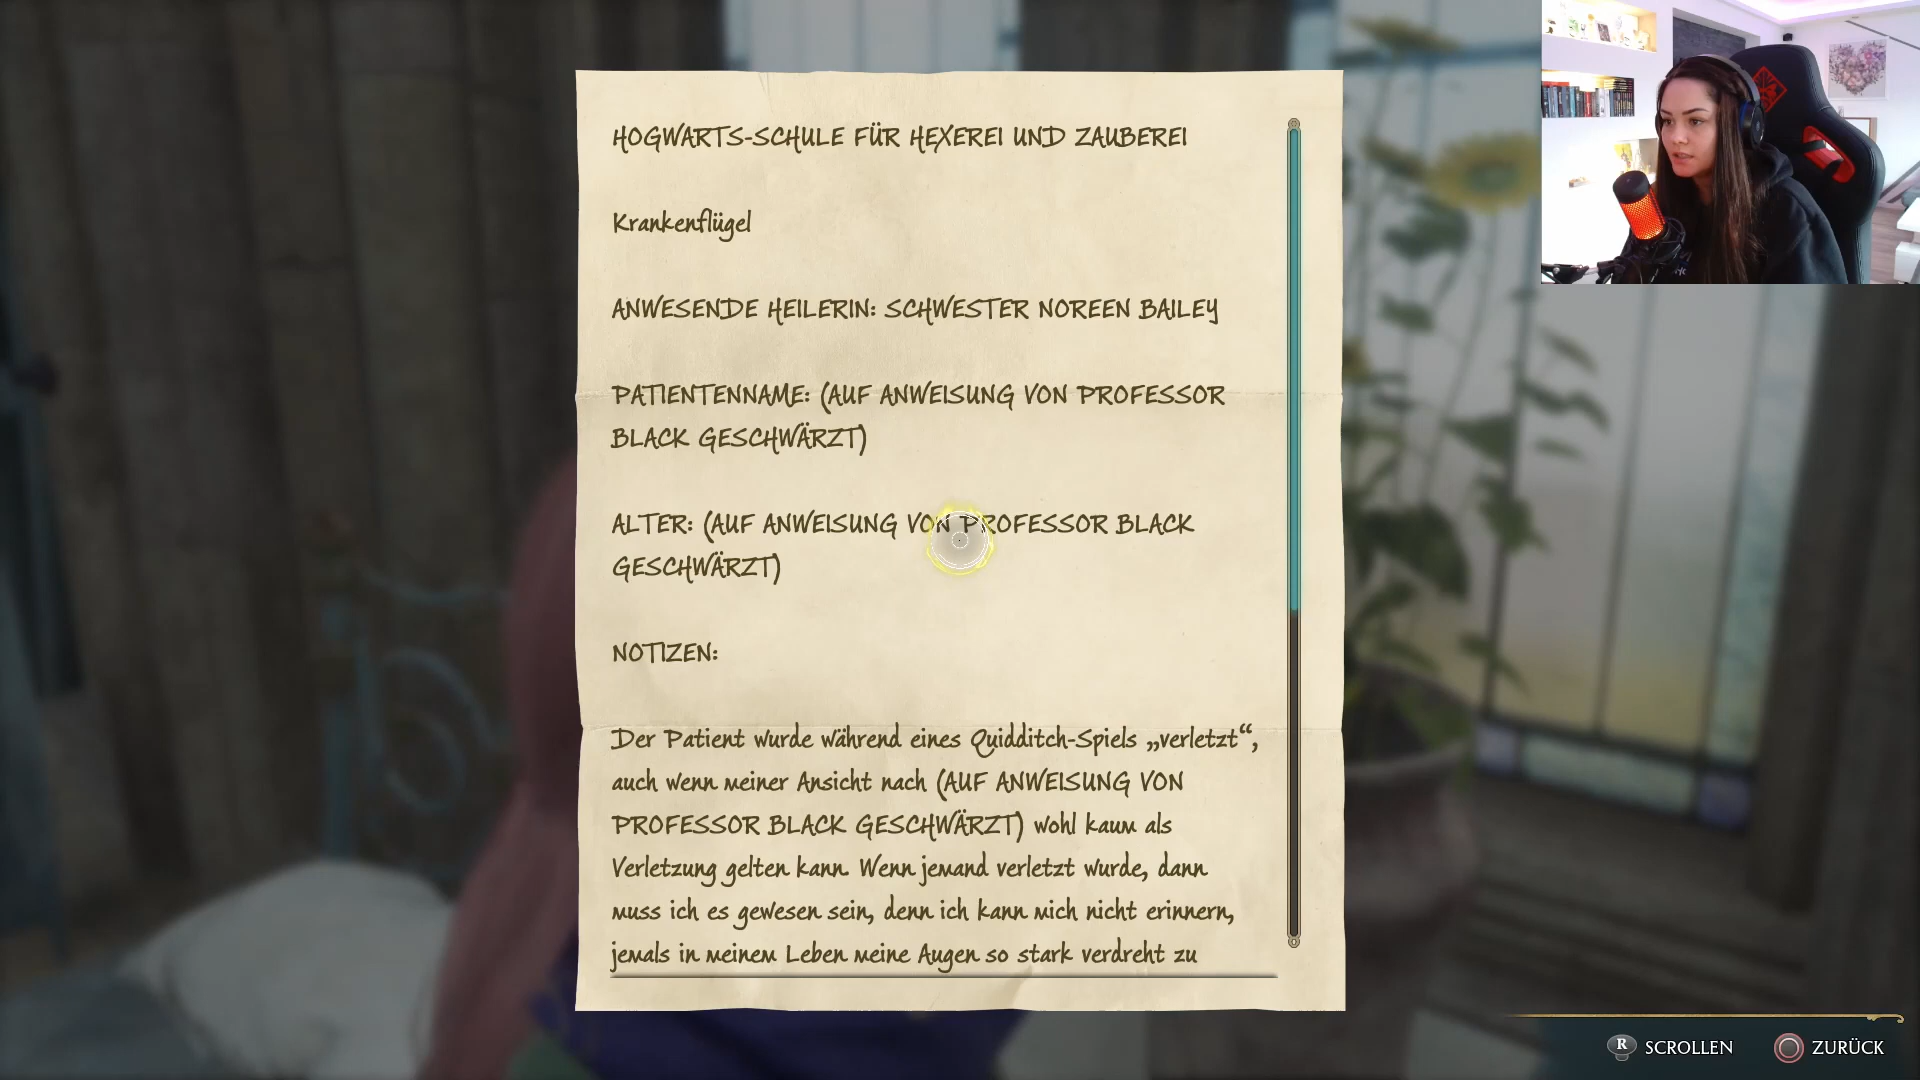 HOGWARTS-SCHULE FÜR HEXEREI UND ZAUBEREI
Krankenflügel
ANWESENDE HEILERIN: SCHWESTER NOREEN BAILEY
PATIENTENNAME: (AUF ANWEISUNG VON PROFESSOR
BLACK GESCHWÄRZT)
ALTER: (AUF ANWEISUNG VON PROFESSOR BLACK
GESCHWÄRZT)
NOTIZEN:
Der Patient wurde während eines Quidditch-Spiels „verletzt“,
auch wenn meiner Ansicht nach (AUF ANWEISUNG VON
PROFESSOR BLACK GESCHWÄRZT) wohl kaum als
Verletzung gelten kann. Wenn jemand verletzt wurde, dann
muss ich es gewesen sein, denn ich kann mich nicht erinnern,
jemals in meinem Leben meine Augen so stark verdreht zu
R SCROLLEN
ZURÜCK